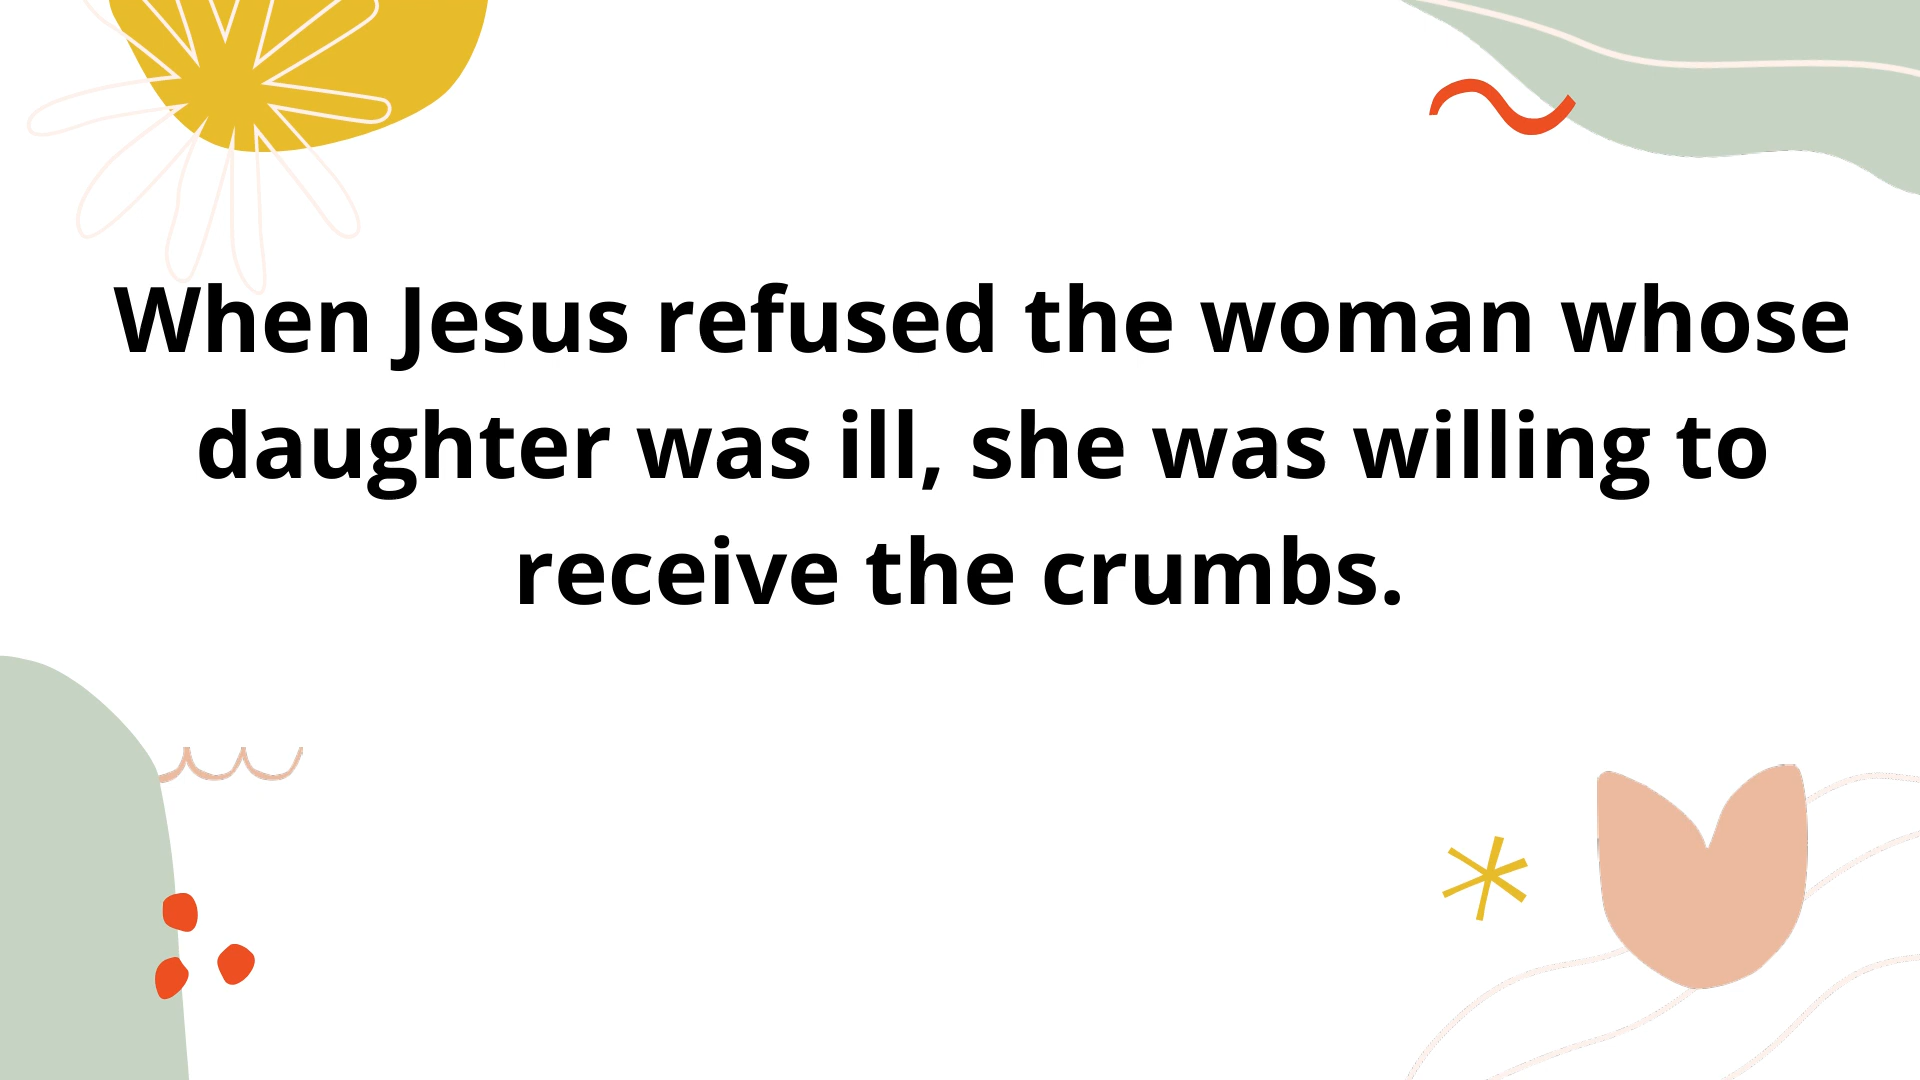 When Jesus refused the woman whose
daughter was ill, she was willing to
receive the crumbs.